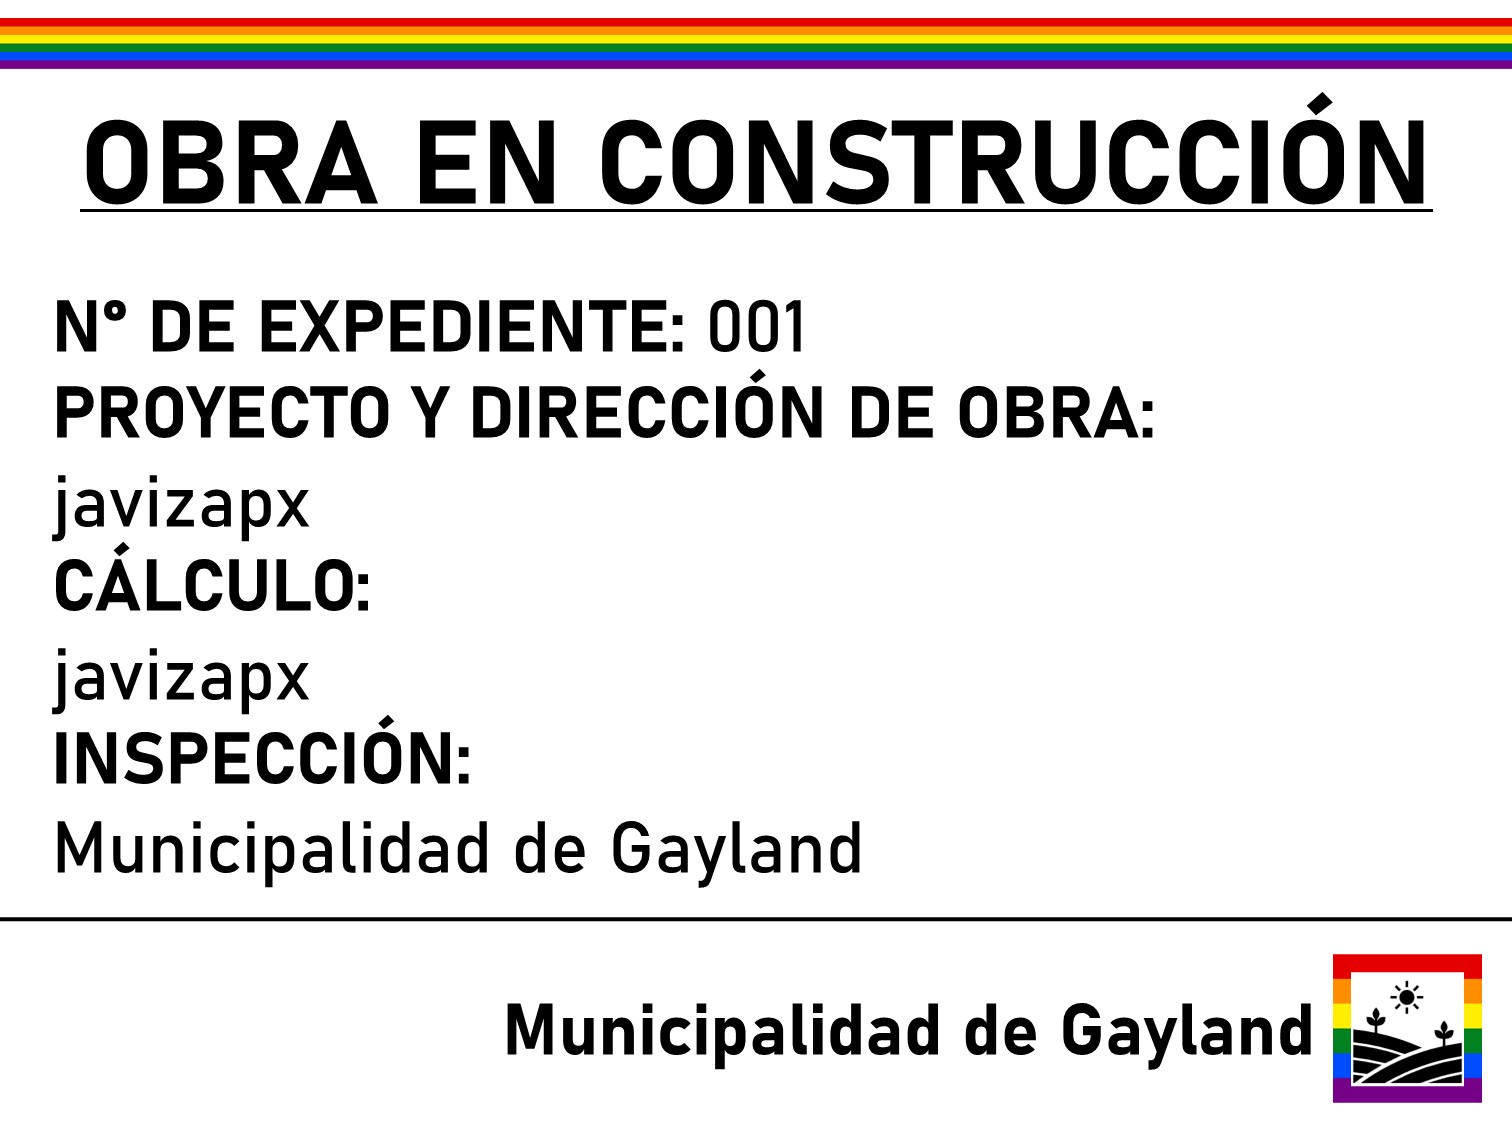 OBRA EN CONSTRUCCIÓN
N° DE EXPEDIENTE: 001
PROYECTO Y DIRECCIÓN DE OBRA:
javizapx
CÁLCULO:
javizapx
INSPECCIÓN:
Municipalidad de Gayland
Municipalidad de Gayland